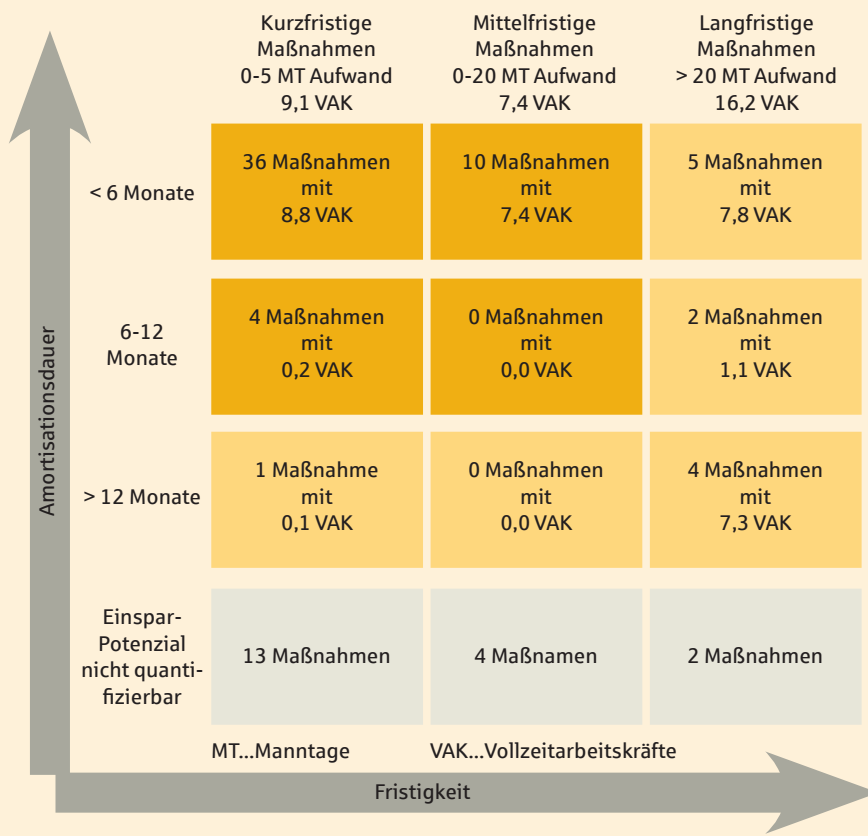 Kurzfristige
Maßnahmen
0-5 MT Aufwand
9,1 VAK
Mittelfristige
Maßnahmen
0-20 MT Aufwand
7,4 VAK
Langfristige
Maßnahmen
> 20 MT Aufwand
16,2 VAK
Amortisationsdauer
< 6 Monate
36 Maßnahmen
mit
8,8 VAK
10 Maßnahmen
mit
7,4 VAK
5 Maßnahmen
mit
7,8 VAK
6-12
Monate
4 Maßnahmen
mit
0,2 VAK
0 Maßnahmen
mit
0,0 VAK
2 Maßnahmen
mit
1,1 VAK
> 12 Monate
1 Maßnahme
mit
0,1 VAK
0 Maßnahmen
mit
0,0 VAK
4 Maßnahmen
mit
7,3 VAK
Einspar-
Potenzial
nicht quanti-
fizierbar
13 Maßnahmen
4 Maßnamen
2 Maßnahmen
MT...Manntage
VAK...Vollzeitarbeitskräfte
Fristigkeit